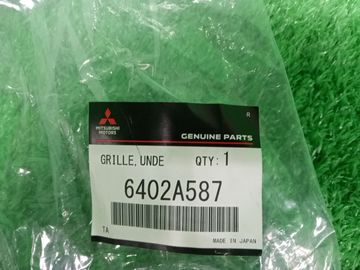 R
MITSUBISHI
MOTORS
GENUINE PARTS
GRILLE,UNDE QTY:1
6402A587
TA
MADE IN JAPAN